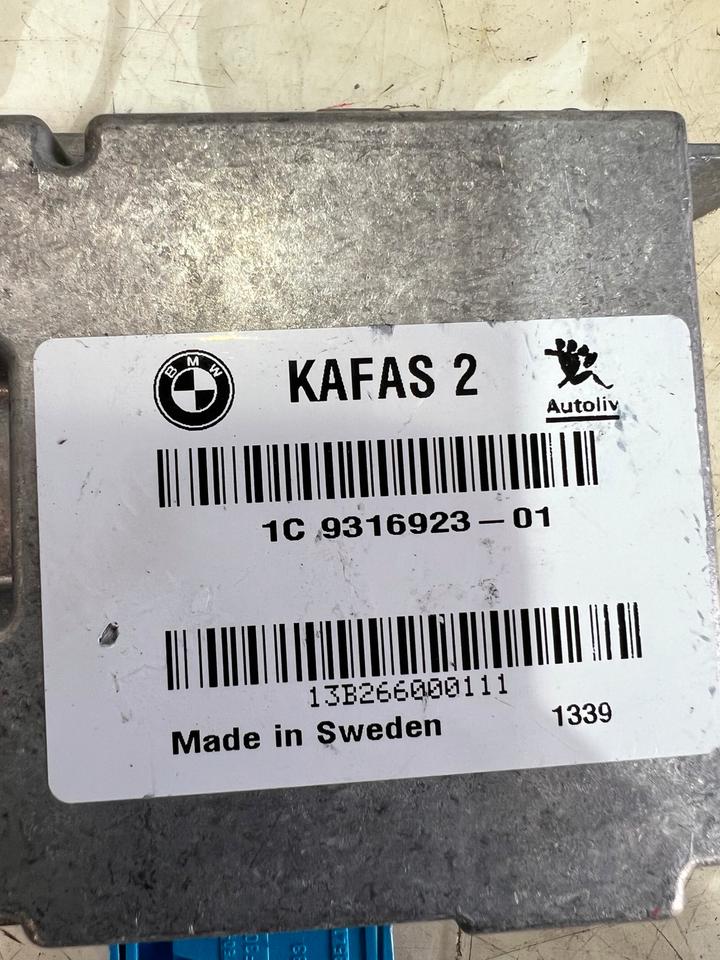 BMW
KAFAS 2
Autoliv
1C 9316923-01
13B266000111
Made in Sweden
1339